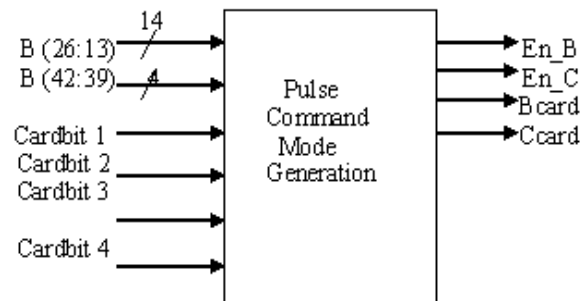 14
B (26:13)
B (42:39)
4
Cardbit 1
Cardbit 2
Cardbit 3
Cardbit 4
Pulse
Command
Mode
Generation
En_B
En_C
Bcard
Ccard